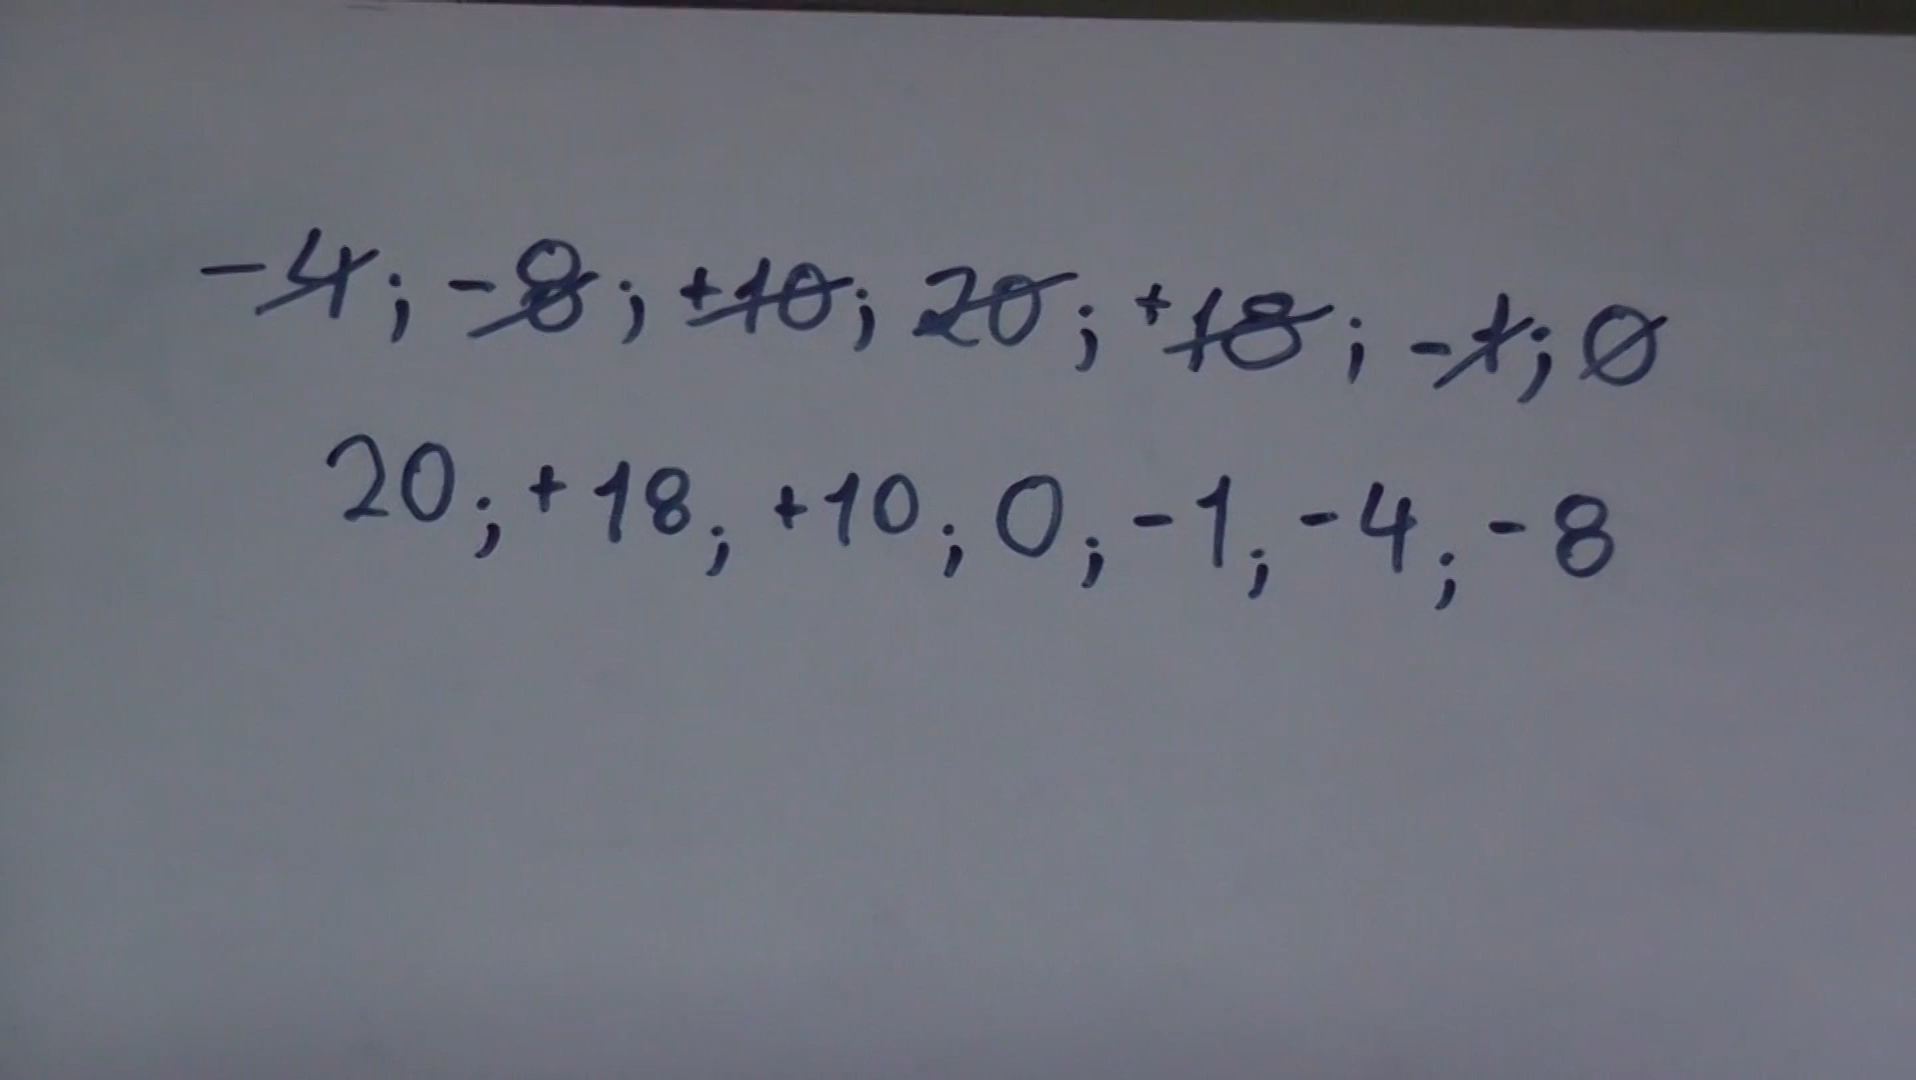 -4; -8; +10; 20; +18; -1; 0
20; +18; +10; 0; -1; -4; -8